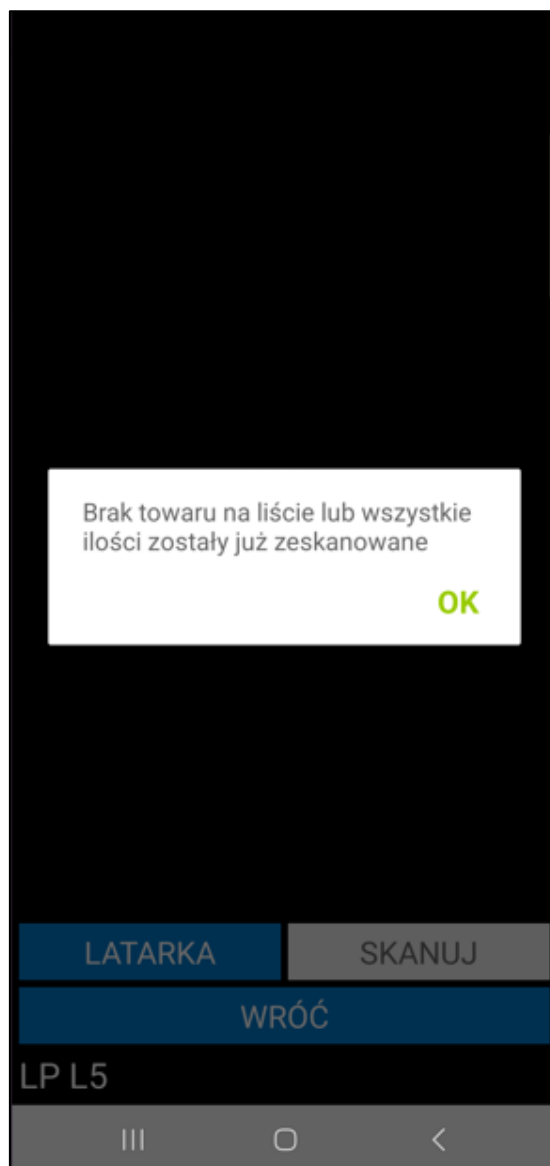 Brak towaru na liście lub wszystkie
ilości zostały już zeskanowane
OK
LATARKA
SKANUJ
WRÓĆ
LP L5